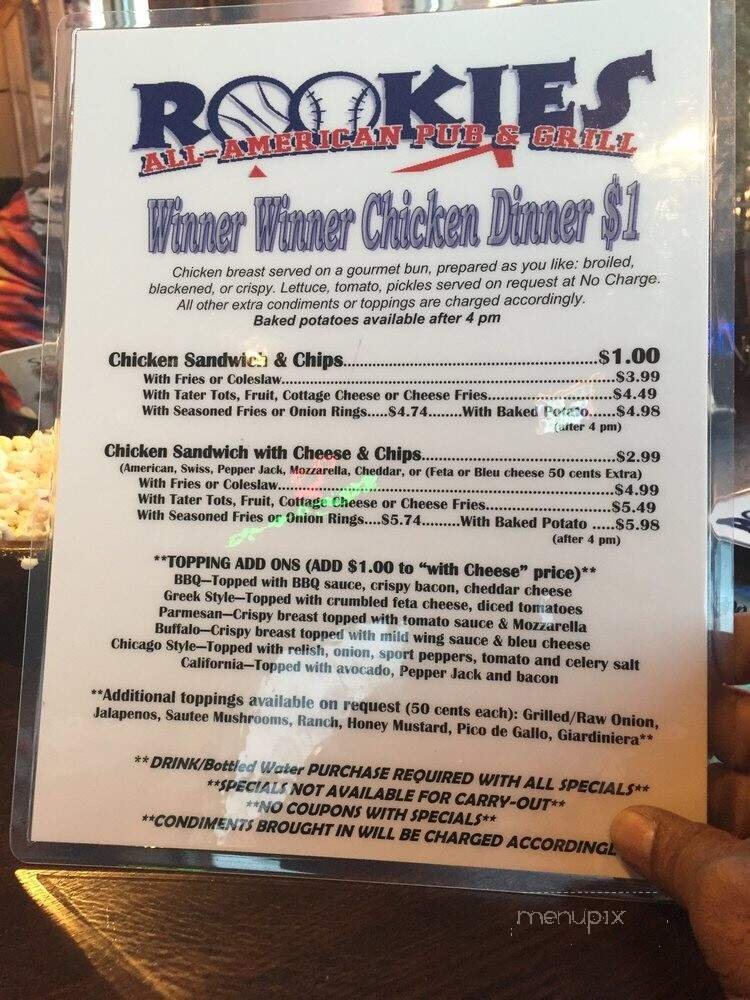 ROOKIES
ALL-AMERICAN PUB & GRILL
Winner Winner Chicken Dinner $1
Chicken breast served on a gourmet bun, prepared as you like: broiled,
blackened, or crispy. Lettuce, tomato, pickles served on request at No Charge.
All other extra condiments or toppings are charged accordingly.
Baked potatoes available after 4 pm
Chicken Sandwich & Chips...$1.00
With Fries or Coleslaw...$3.99
With Tater Tots, Fruit, Cottage Cheese or Cheese Fries...$4.49
With Seasoned Fries or Onion Rings.....$4.74........With Baked Potato.....$4.98
(after 4 pm)
Chicken Sandwich with Cheese & Chips...$2.99
(American, Swiss, Pepper Jack, Mozzarella, Cheddar, or (Feta or Bleu cheese 50 cents Extra)
With Fries or Coleslaw...$4.99
With Tater Tots, Fruit, Cottage Cheese or Cheese Fries...$5.49
With Seasoned Fries or Onion Rings....$5.74.........With Baked Potato .....$5.98
(after 4 pm)
**TOPPING ADD ONS (ADD $1.00 to “with Cheese” price)**
BBQ—Topped with BBQ sauce, crispy bacon, cheddar cheese
Greek Style—Topped with crumbled feta cheese, diced tomatoes
Parmesan—Crispy breast topped with tomato sauce & Mozzarella
Buffalo—Crispy breast topped with mild wing sauce & bleu cheese
Chicago Style—Topped with relish, onion, sport peppers, tomato and celery salt
California—Topped with avocado, Pepper Jack and bacon
**Additional toppings available on request (50 cents each): Grilled/Raw Onion,
Jalapenos, Sautee Mushrooms, Ranch, Honey Mustard, Pico de Gallo, Giardiniera**
**DRINK/Bottled Water PURCHASE REQUIRED WITH ALL SPECIALS**
**SPECIALS NOT AVAILABLE FOR CARRY-OUT**
**NO COUPONS WITH SPECIALS**
**CONDIMENTS BROUGHT IN WILL BE CHARGED ACCORDINGL
menupix